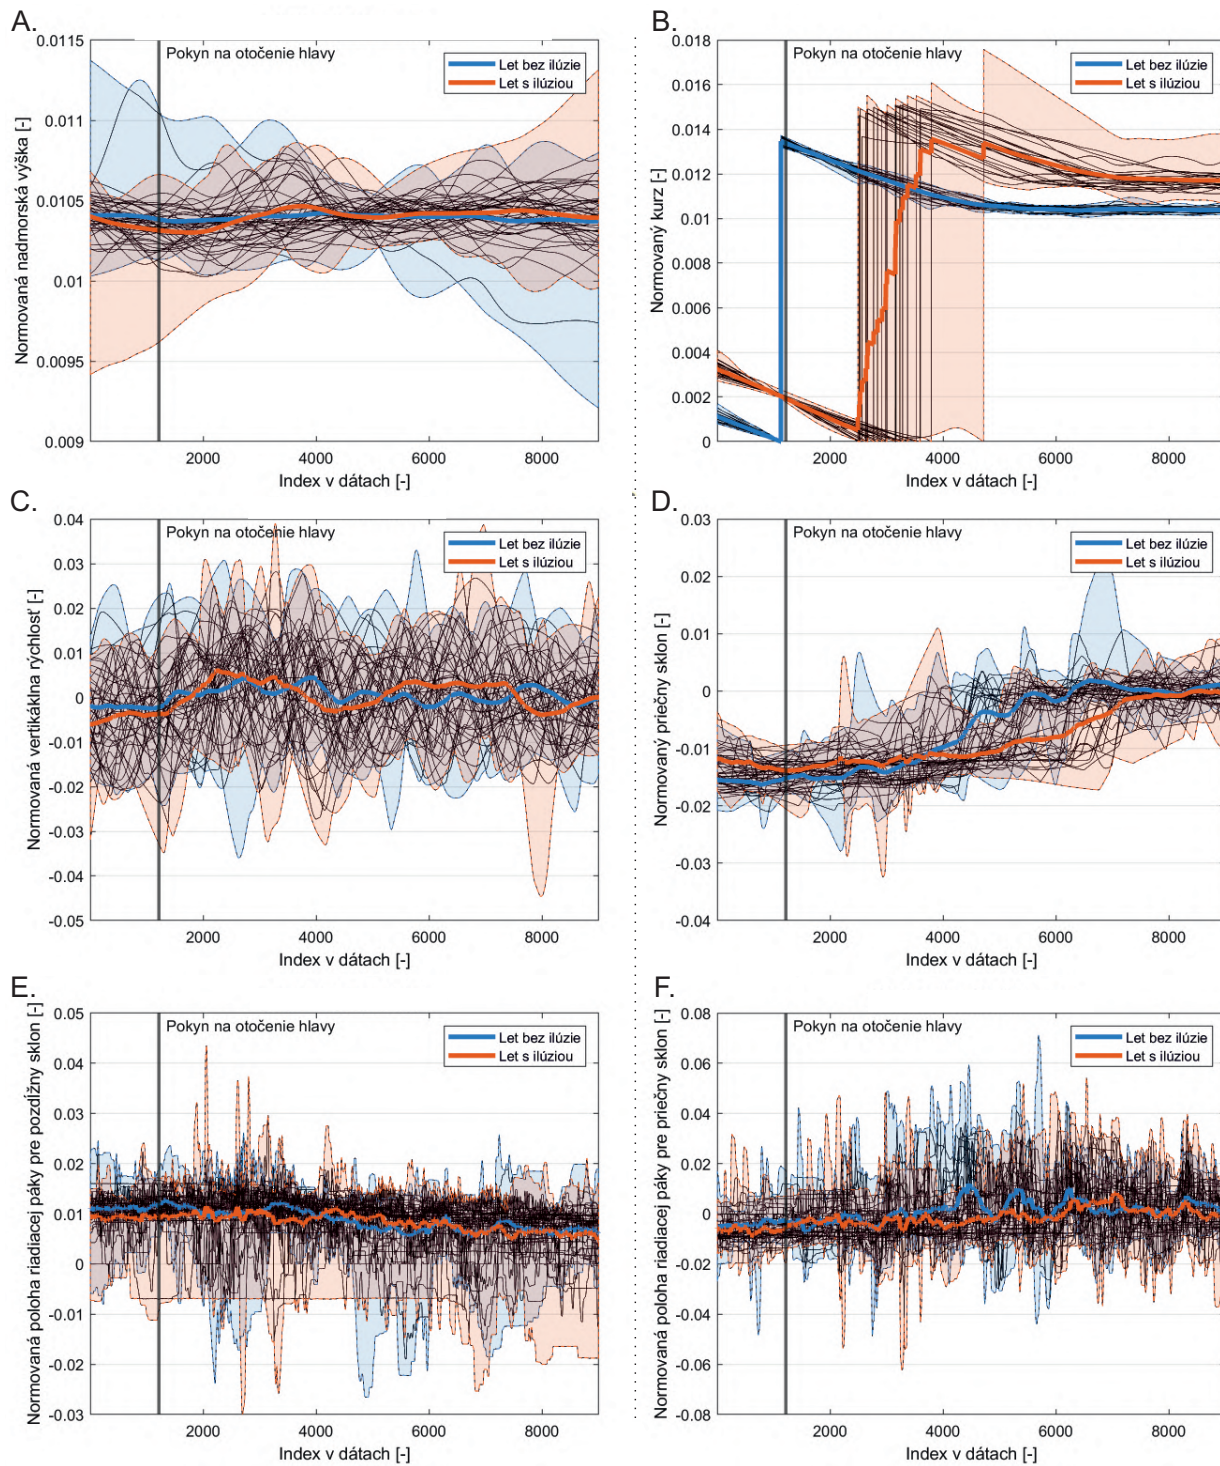 A.
0.0115
0.011
0.0105
0.01
0.0095
0.009
Normovaná nadmorská výška [-]
Pokyn na otočenie hlavy
Let bez ilúzie
Let s ilúziou
2000
4000
6000
8000
Index v dátach [-]
B.
0.018
0.016
0.014
0.012
0.01
0.008
0.006
0.004
0.002
0
Normovaný kurz [-]
Pokyn na otočenie hlavy
Let bez ilúzie
Let s ilúziou
2000
4000
6000
8000
Index v dátach [-]
C.
0.04
0.03
0.02
0.01
0
-0.01
-0.02
-0.03
-0.04
-0.05
Normovaná vertikáklna rýchlosť [-]
Pokyn na otočenie hlavy
Let bez ilúzie
Let s ilúziou
2000
4000
6000
8000
Index v dátach [-]
D.
0.03
0.02
0.01
0
-0.01
-0.02
-0.03
-0.04
Normovaný priečny sklon [-]
Pokyn na otočenie hlavy
Let bez ilúzie
Let s ilúziou
2000
4000
6000
8000
Index v dátach [-]
E.
0.05
0.04
0.03
0.02
0.01
0
-0.01
-0.02
-0.03
Normovaná poloha riadiacej páky pre pozdĺžny sklon [-]
Pokyn na otočenie hlavy
Let bez ilúzie
Let s ilúziou
2000
4000
6000
8000
Index v dátach [-]
F.
0.08
0.06
0.04
0.02
0
-0.02
-0.04
-0.06
-0.08
Normovaná poloha riadiacej páky pre priečny sklon [-]
Pokyn na otočenie hlavy
Let bez ilúzie
Let s ilúziou
2000
4000
6000
8000
Index v dátach [-]